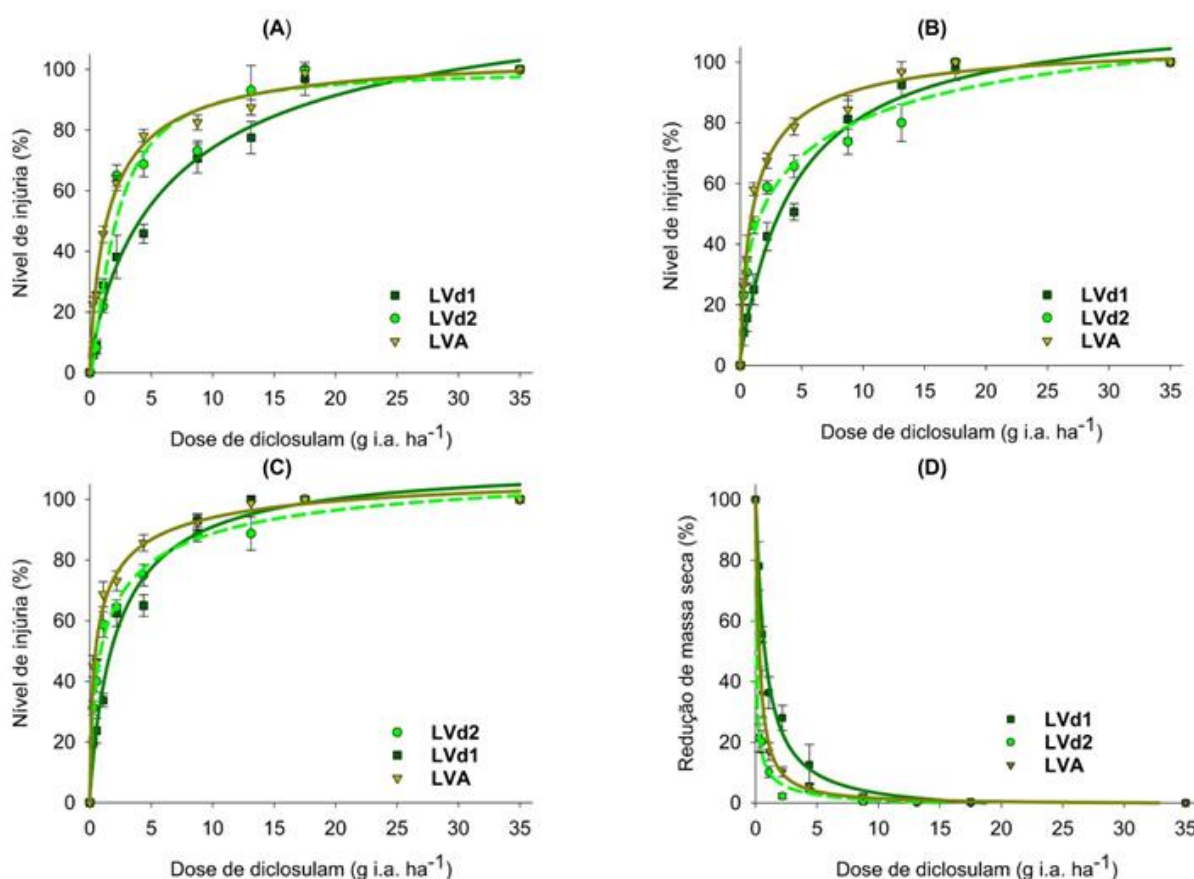 (A)
Nível de injúria (%)
100
80
60
40
20
0
LVd1
LVd2
LVA
0 5 10 15 20 25 30 35
Dose de diclosulam (g i.a. ha⁻¹)
(B)
Nível de injúria (%)
100
80
60
40
20
0
LVd1
LVd2
LVA
0 5 10 15 20 25 30 35
Dose de diclosulam (g i.a. ha⁻¹)
(C)
Nível de injúria (%)
100
80
60
40
20
0
LVd2
LVd1
LVA
0 5 10 15 20 25 30 35
Dose de diclosulam (g i.a. ha⁻¹)
(D)
Redução de massa seca (%)
100
80
60
40
20
0
LVd1
LVd2
LVA
0 5 10 15 20 25 30 35
Dose de diclosulam (g i.a. ha⁻¹)